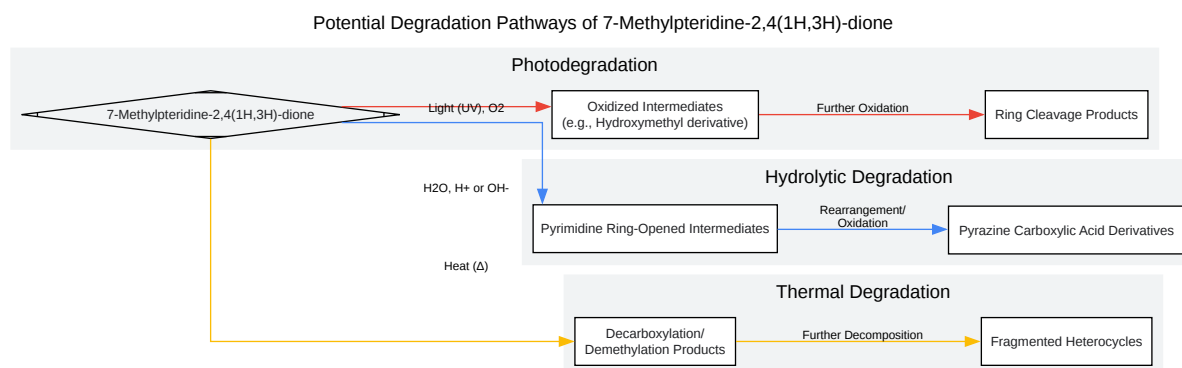 Potential Degradation Pathways of 7-Methylpteridine-2,4(1H,3H)-dione
Photodegradation
7-Methylpteridine-2,4(1H,3H)-dione
Light (UV), O2
Oxidized Intermediates
(e.g., Hydroxymethyl derivative)
Further Oxidation
Ring Cleavage Products
Hydrolytic Degradation
H2O, H+ or OH-
Pyrimidine Ring-Opened Intermediates
Rearrangement/
Oxidation
Pyrazine Carboxylic Acid Derivatives
Heat (Δ)
Thermal Degradation
Decarboxylation/
Demethylation Products
Further Decomposition
Fragmented Heterocycles